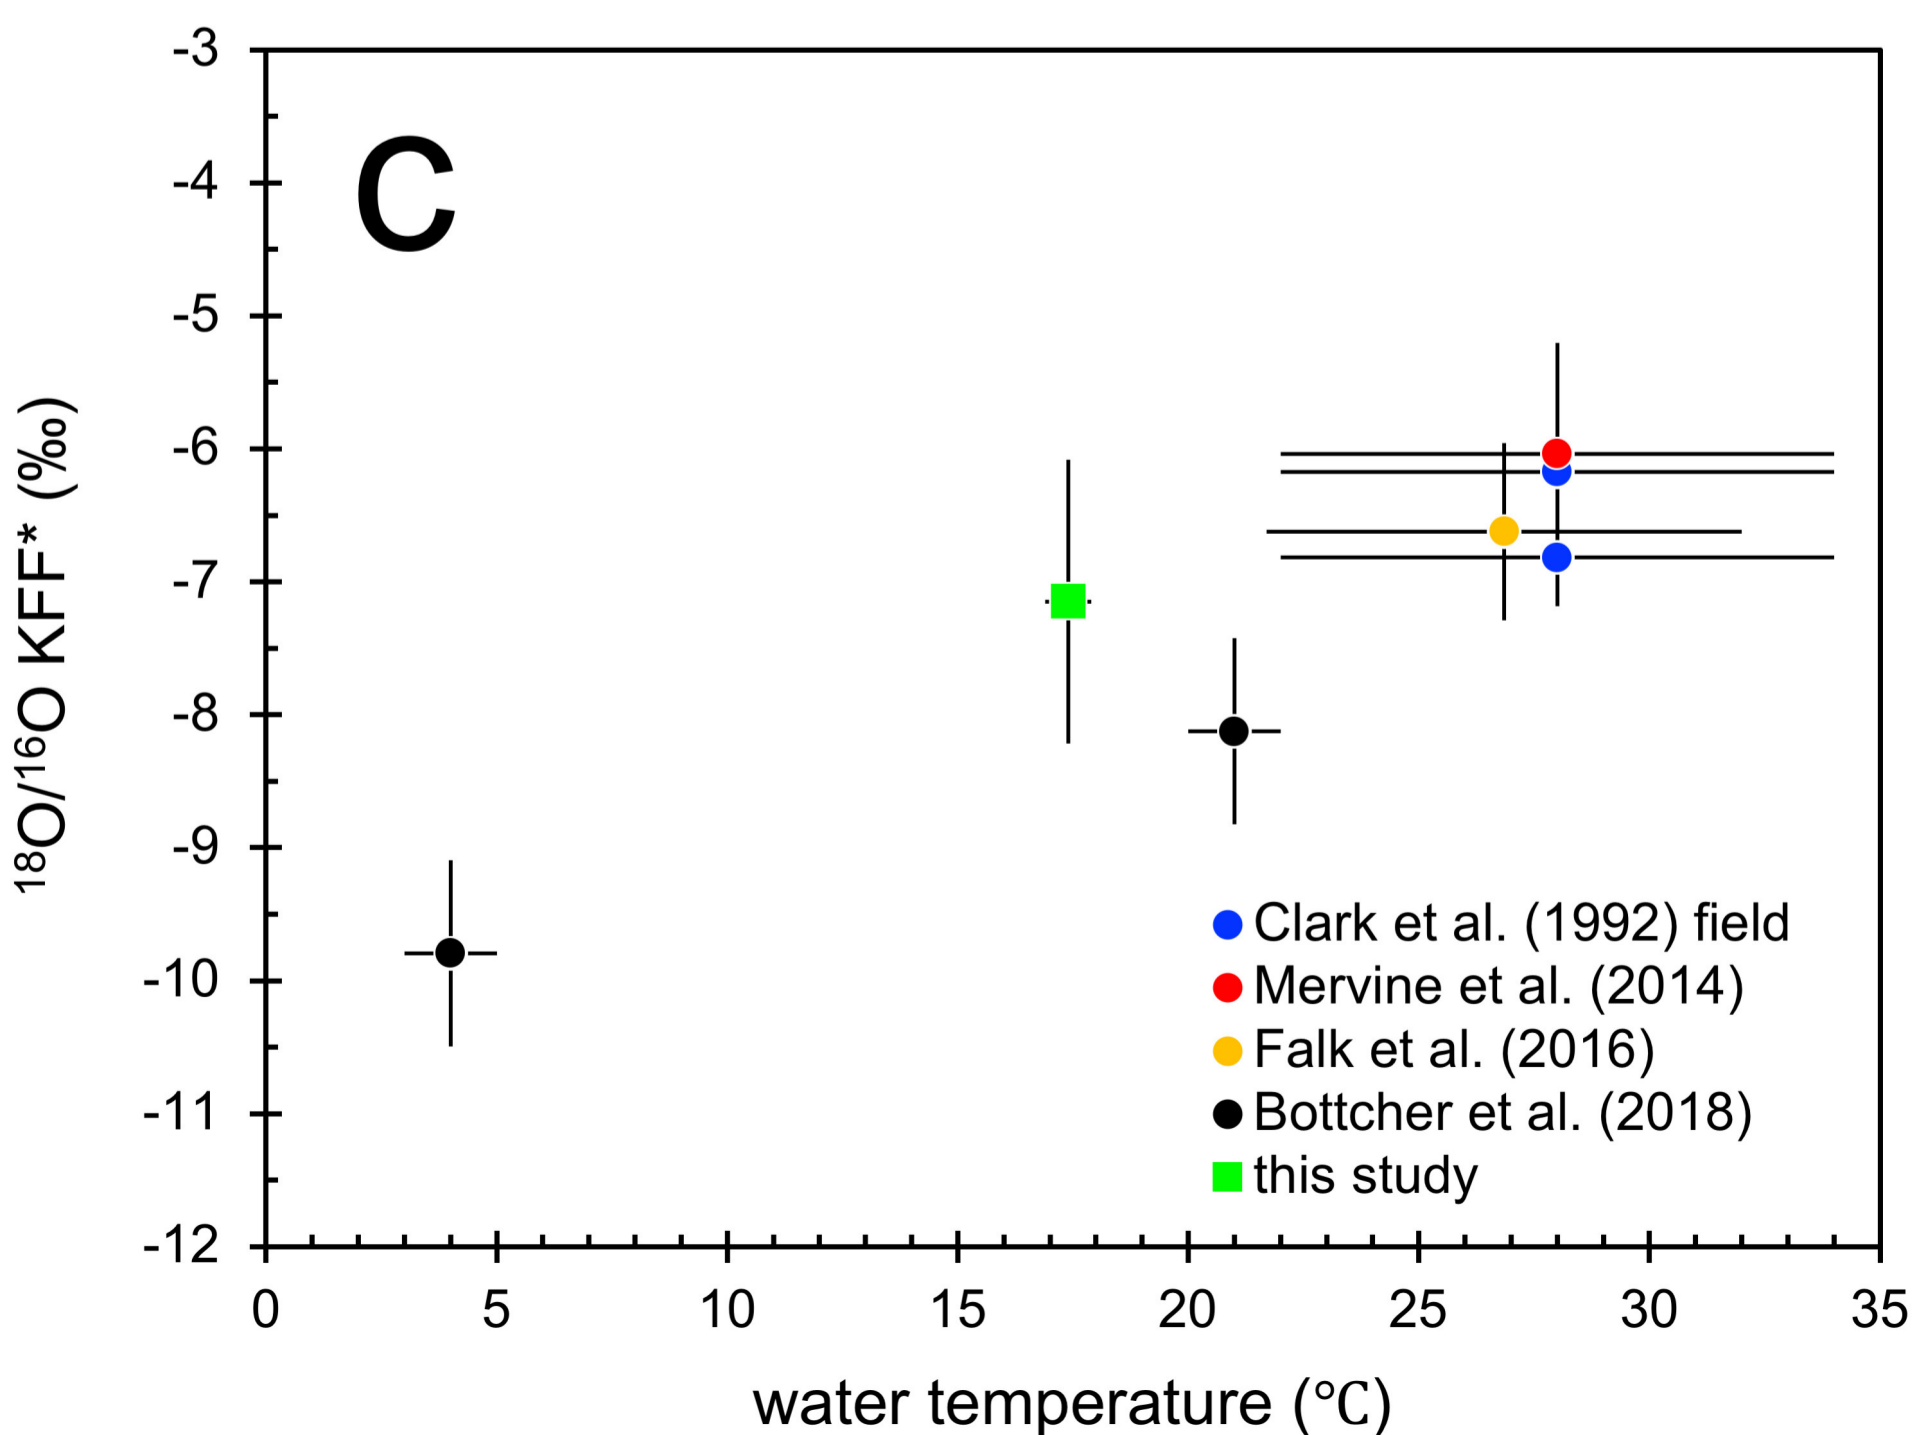 C
-3
-4
-5
-6
-7
-8
-9
-10
-11
-12
¹⁸O/¹⁶O KFF* (‰)
Clark et al. (1992) field
Mervine et al. (2014)
Falk et al. (2016)
Bottcher et al. (2018)
this study
0 5 10 15 20 25 30 35
water temperature (℃)